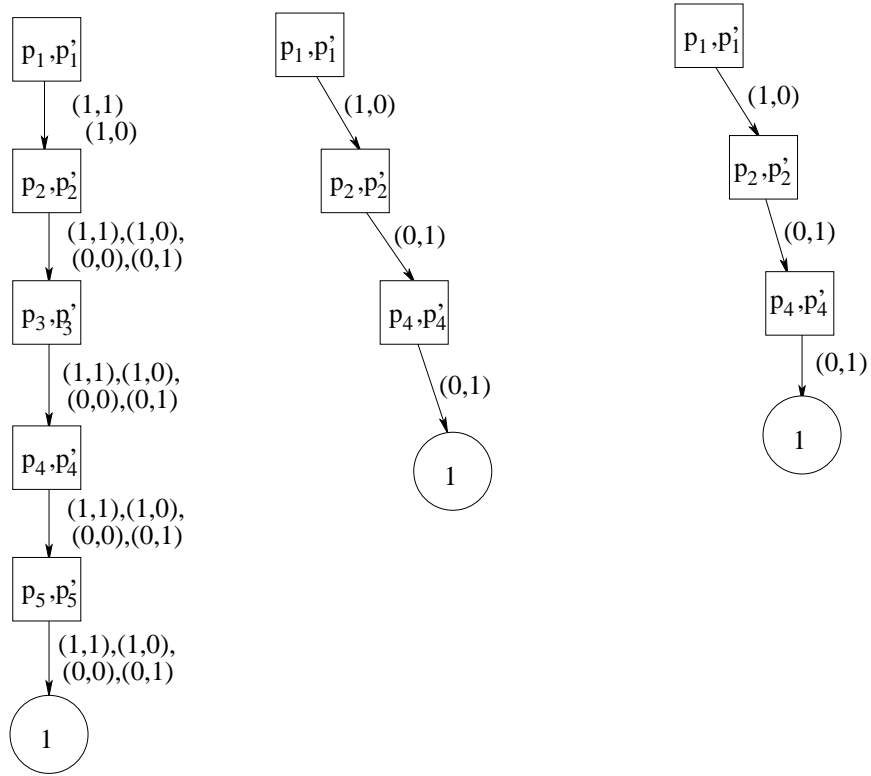 p1,p'1
(1,1)
(1,0)
p2,p'2
(1,1),(1,0),
(0,0),(0,1)
p3,p'3
(1,1),(1,0),
(0,0),(0,1)
p4,p'4
(1,1),(1,0),
(0,0),(0,1)
p5,p'5
(1,1),(1,0),
(0,0),(0,1)
1
p1,p'1
(1,0)
p2,p'2
(0,1)
p4,p'4
(0,1)
1
p1,p'1
(1,0)
p2,p'2
(0,1)
p4,p'4
(0,1)
1